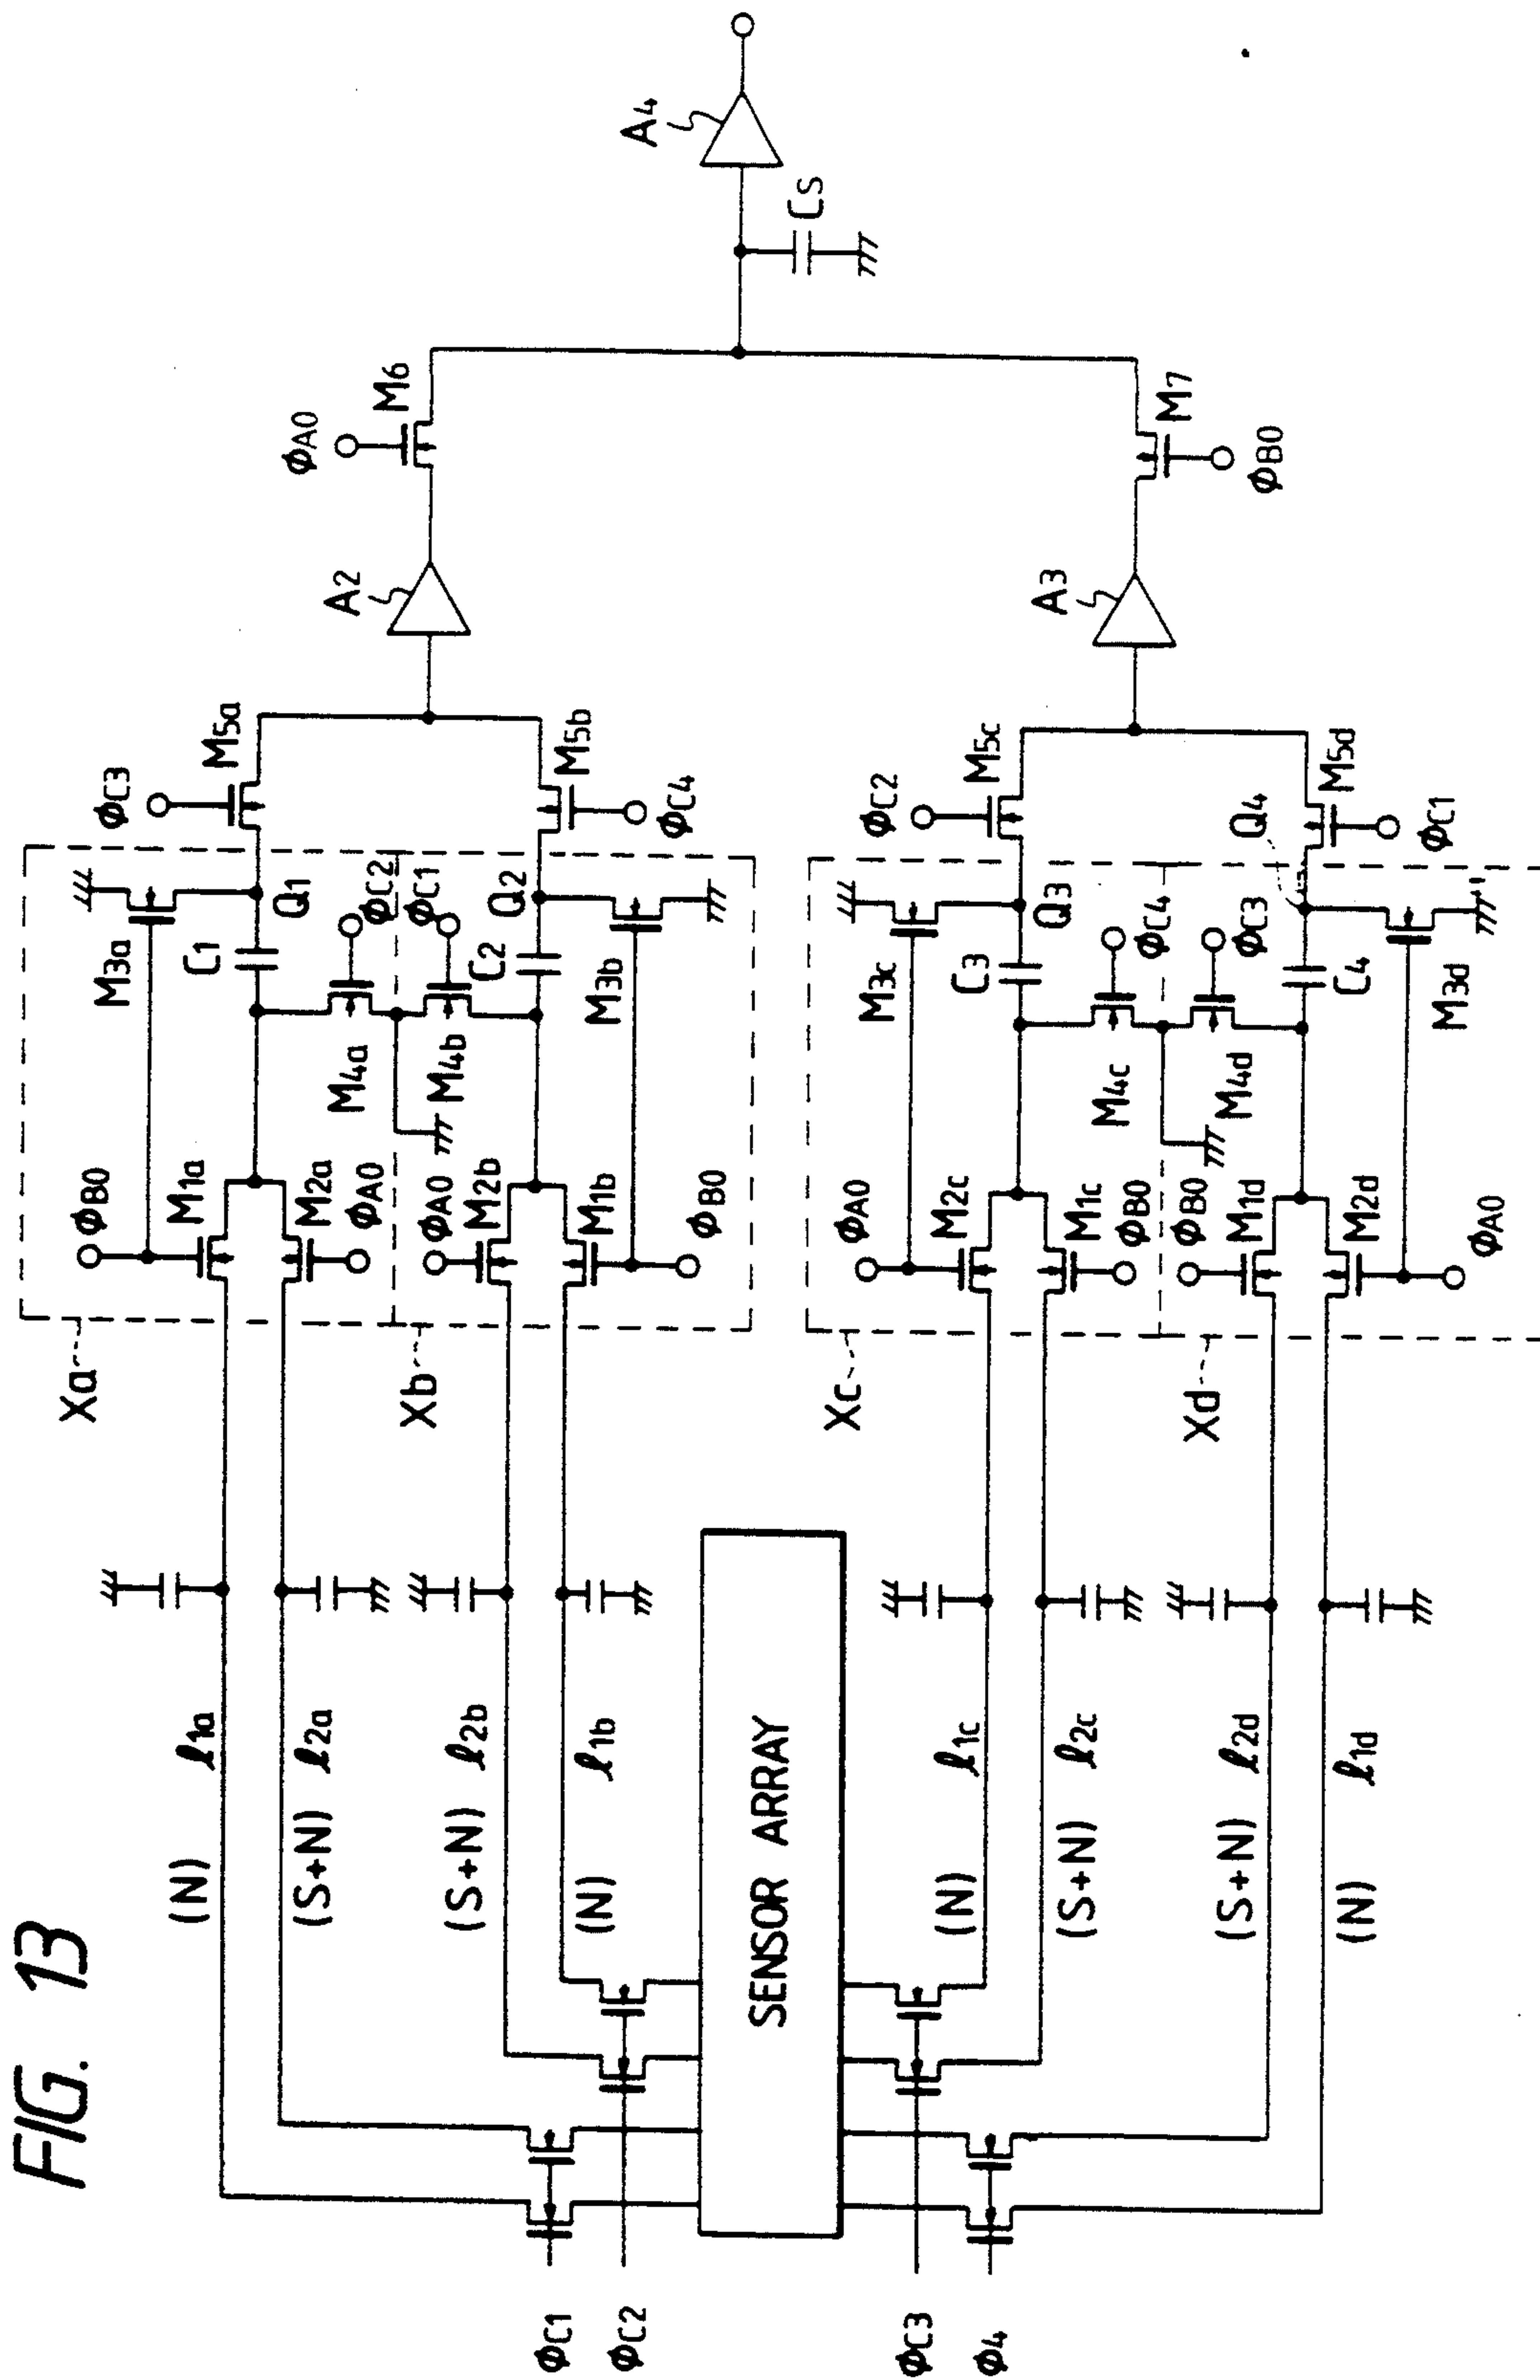 FIG. 13
ΦC1
ΦC2
ΦC3
Φ4
SENSOR ARRAY
(N) ℓ1a
(S+N) ℓ2a
(S+N) ℓ2b
(N) ℓ1b
(N) ℓ1c
(S+N) ℓ2c
(S+N) ℓ2d
(N) ℓ1d
Xa
Xb
Xc
Xd
ΦB0
M1a
M2a
ΦA0
M3a
C1
Q1
M4a
ΦC2
ΦC3
M5a
ΦA0
M2b
M1b
ΦB0
M4b
ΦC1
C2
Q2
M3b
M5b
ΦC4
A2
ΦA0
M6
ΦA0
M2c
M1c
ΦB0
M3c
C3
Q3
M4c
ΦC4
ΦC2
M5c
ΦB0
M1d
M2d
ΦA0
M4d
ΦC3
C4
Q4
M3d
M5d
ΦC1
A3
M7
ΦB0
CS
A4